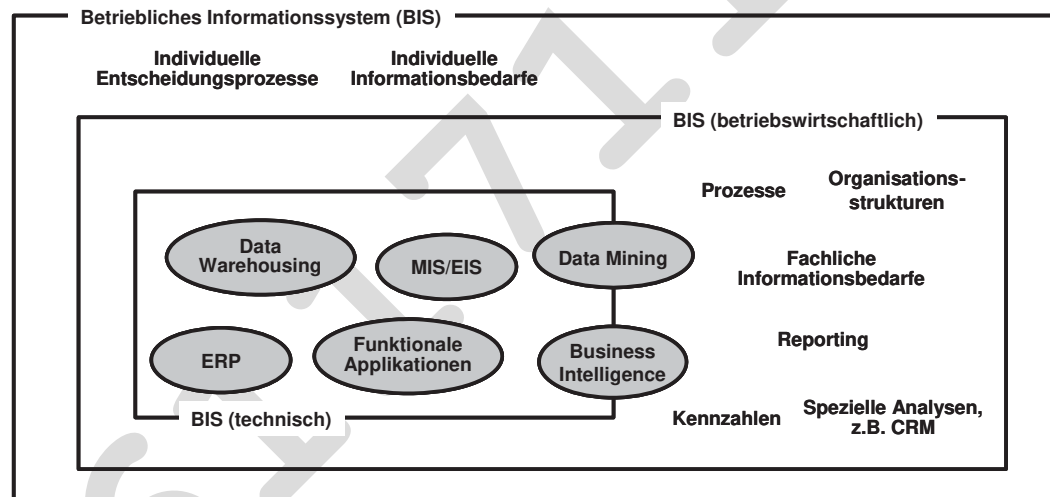 Betriebliches Informationssystem (BIS)
Individuelle
Entscheidungsprozesse
Individuelle
Informationsbedarfe
BIS (betriebswirtschaftlich)
Prozesse
Organisations-
strukturen
Data
Warehousing
MIS/EIS
Data Mining
Fachliche
Informationsbedarfe
ERP
Funktionale
Applikationen
Business
Intelligence
Reporting
BIS (technisch)
Kennzahlen
Spezielle Analysen,
z.B. CRM